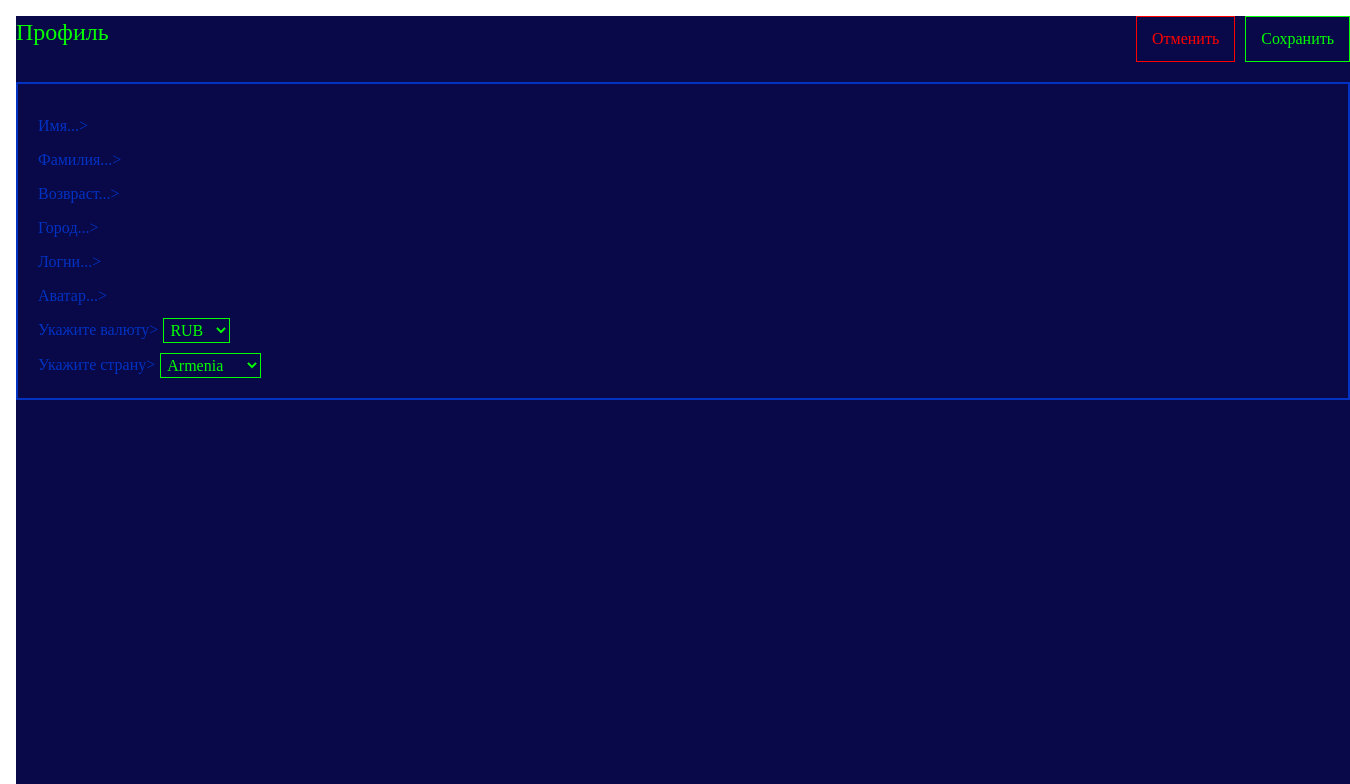 Профиль
Отменить
Сохранить
Имя...>
Фамилия...>
Возвраст...>
Город...>
Логни...>
Аватар...>
Укажите валюту> RUB
Укажите страну> Armenia